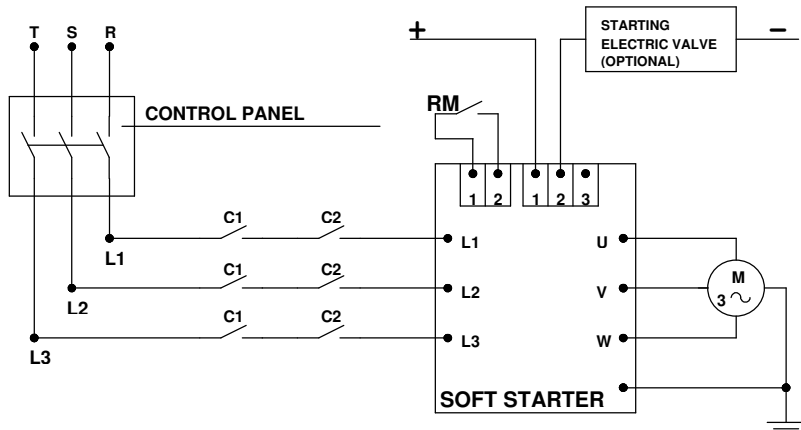 +
STARTING
ELECTRIC VALVE
(OPTIONAL)
−
T S R
RM
CONTROL PANEL
1 2 1 2 3
L1 C1 C2 L1 U
L2 C1 C2 L2 V
M
3
L3 C1 C2 L3 W
SOFT STARTER